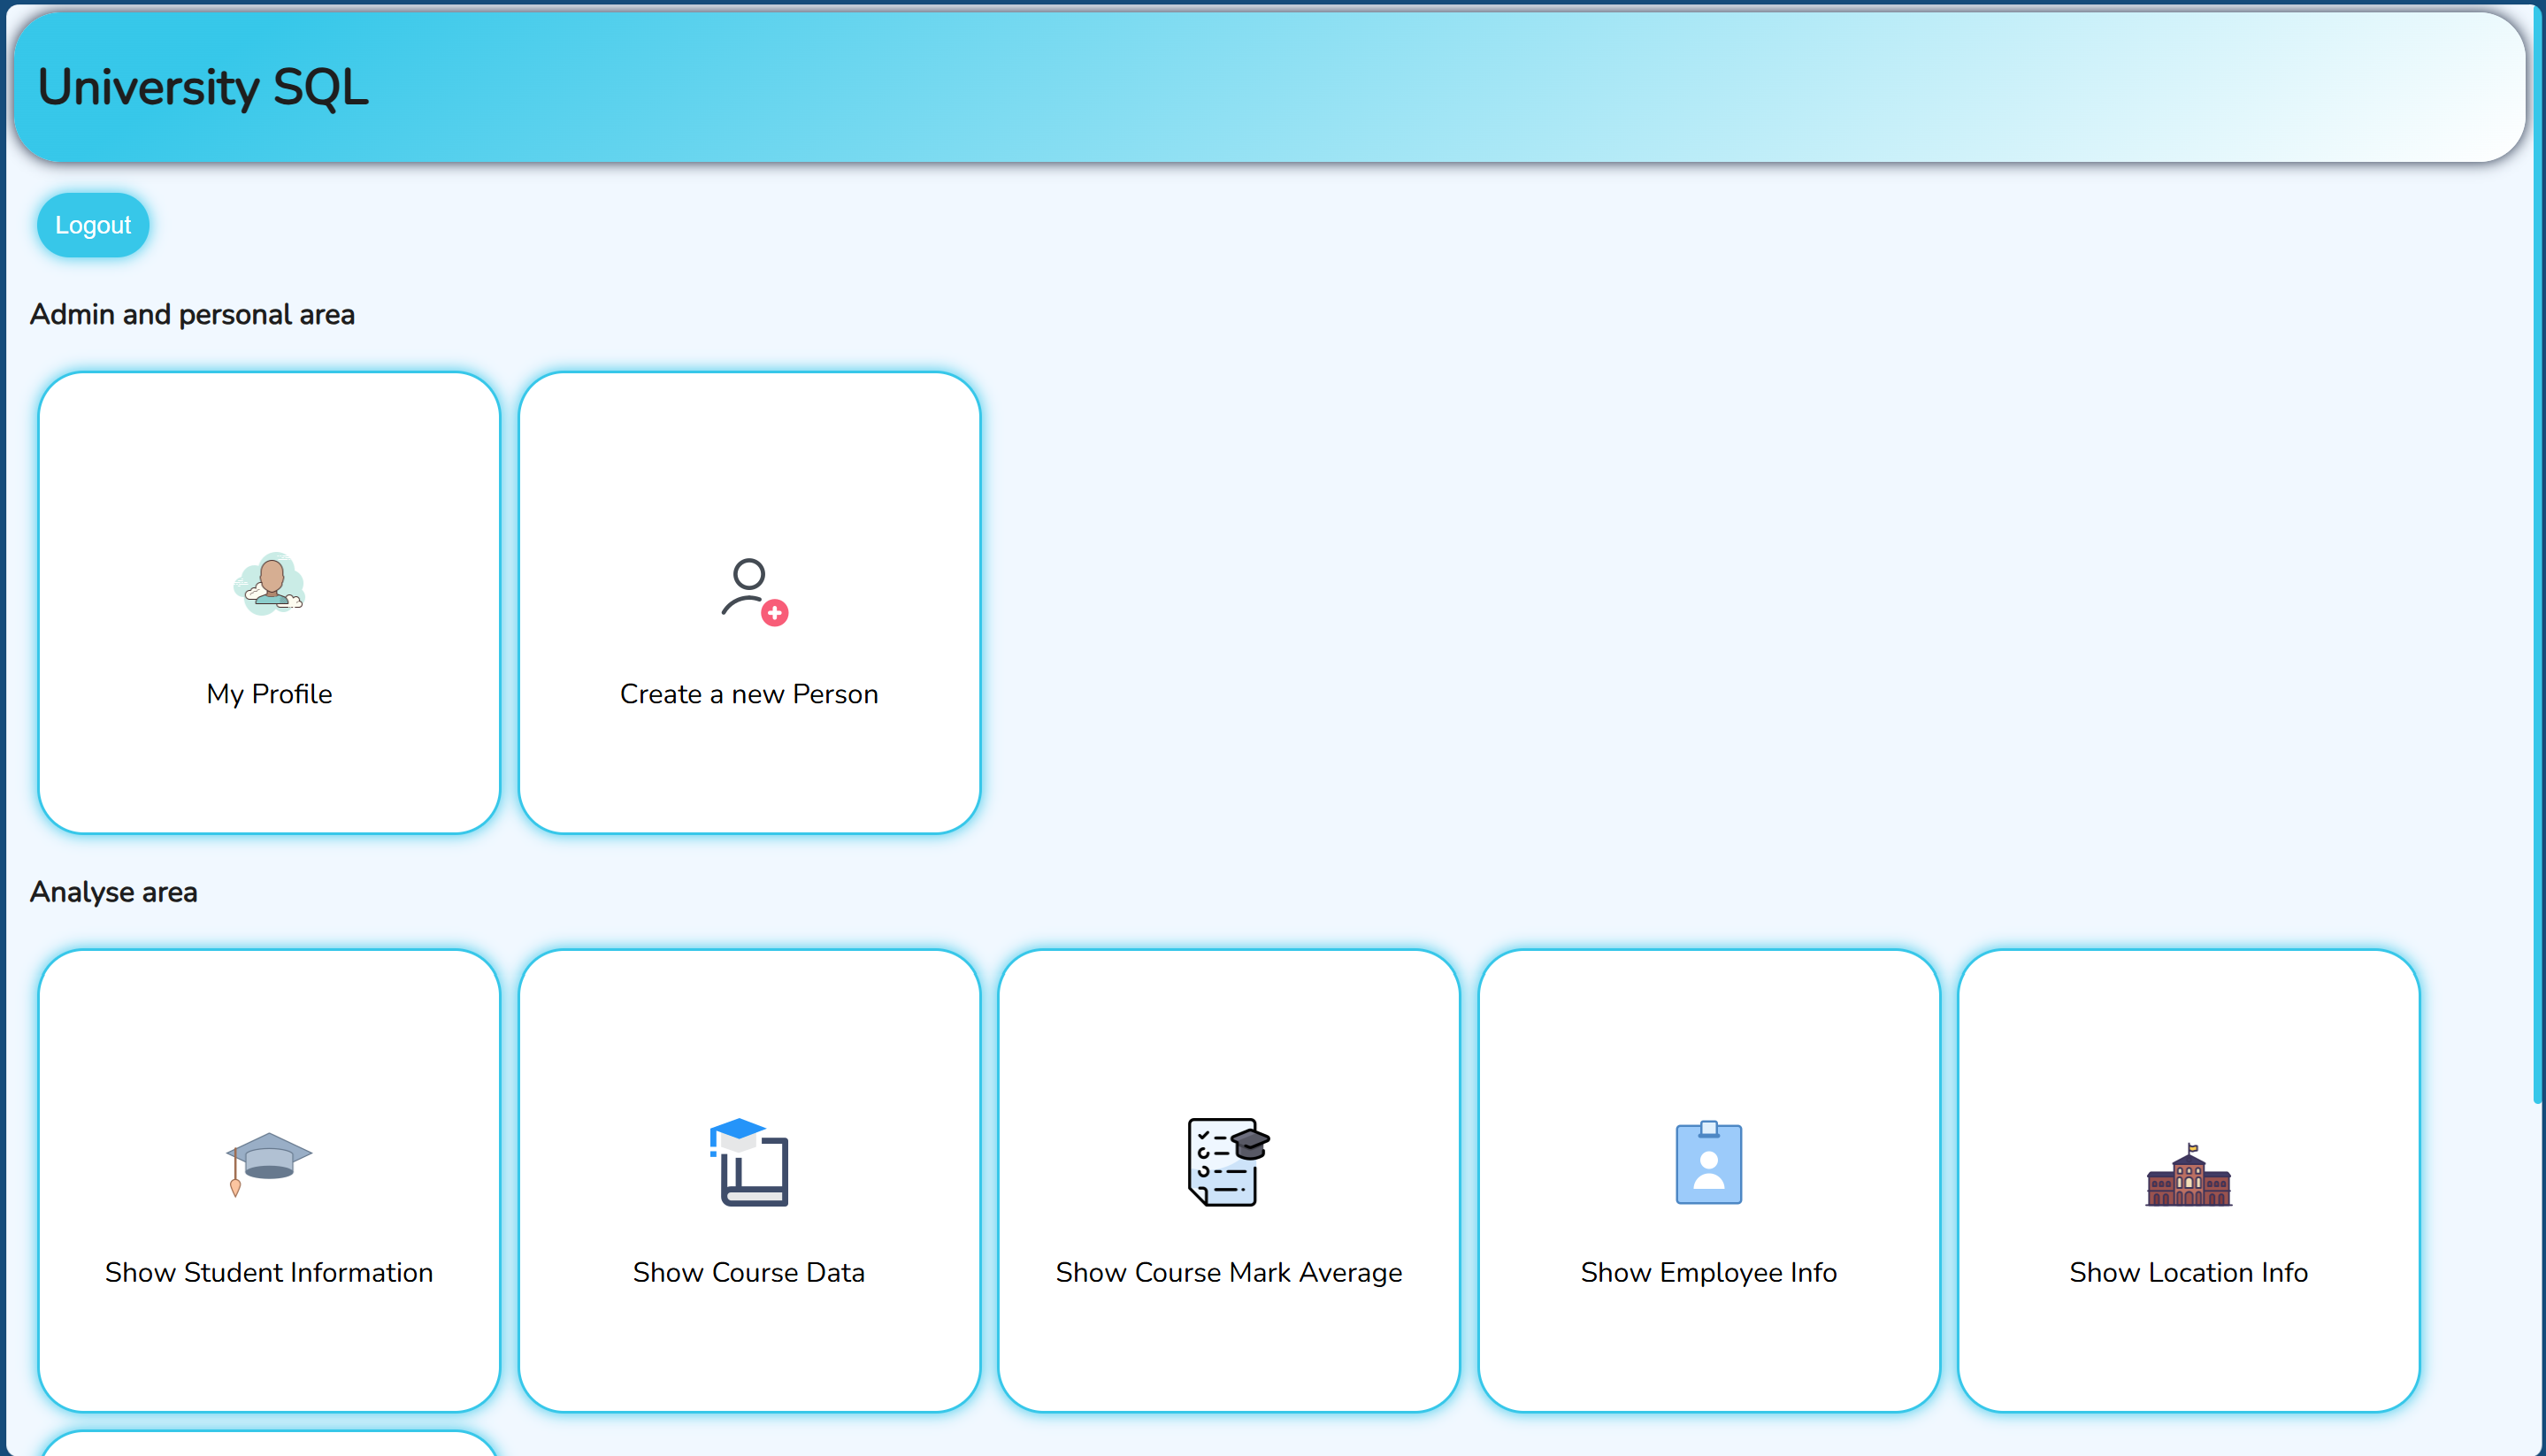 University SQL
Logout
Admin and personal area
My Profile
Create a new Person
Analyse area
Show Student Information
Show Course Data
Show Course Mark Average
Show Employee Info
Show Location Info